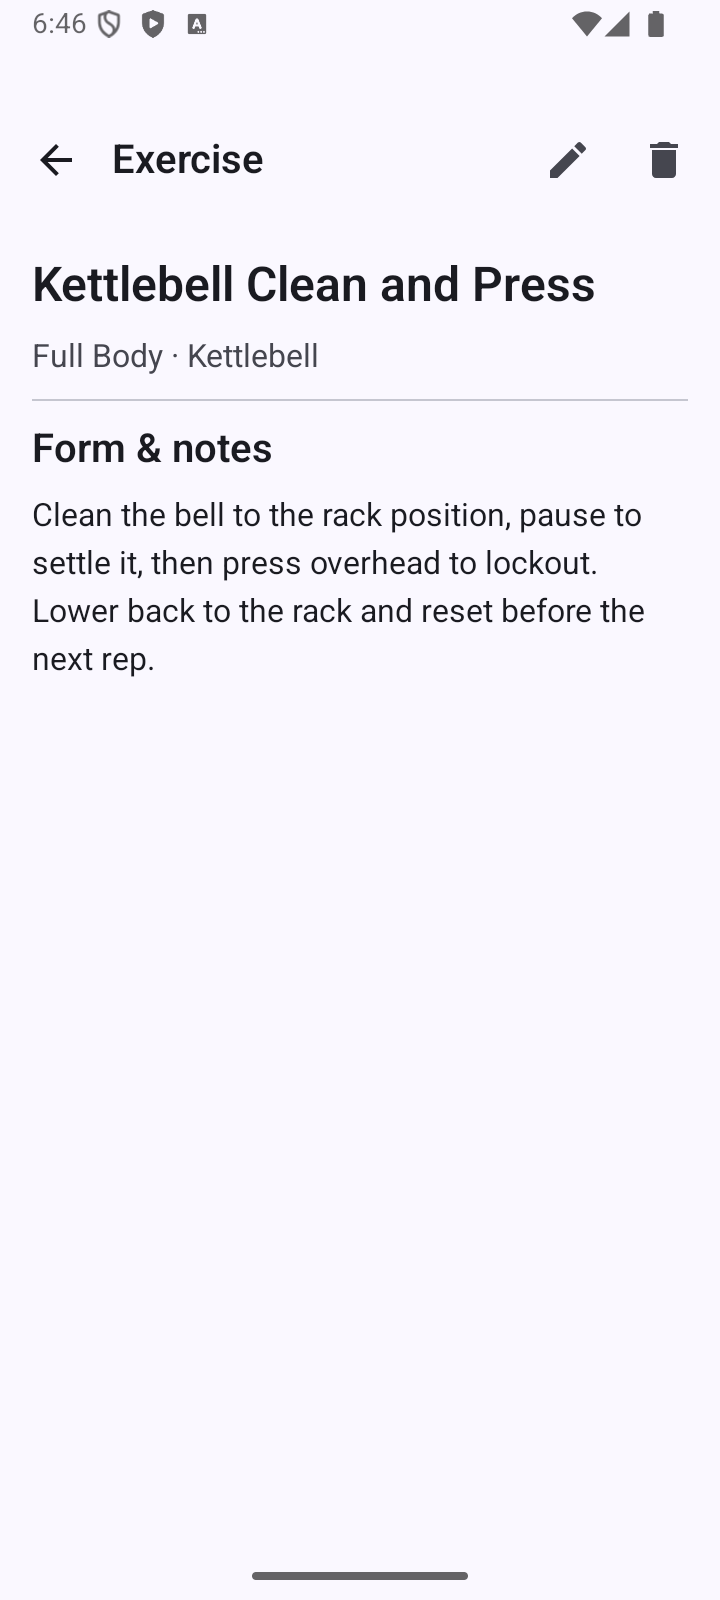 6:46
Exercise
Kettlebell Clean and Press
Full Body · Kettlebell
Form & notes
Clean the bell to the rack position, pause to
settle it, then press overhead to lockout.
Lower back to the rack and reset before the
next rep.